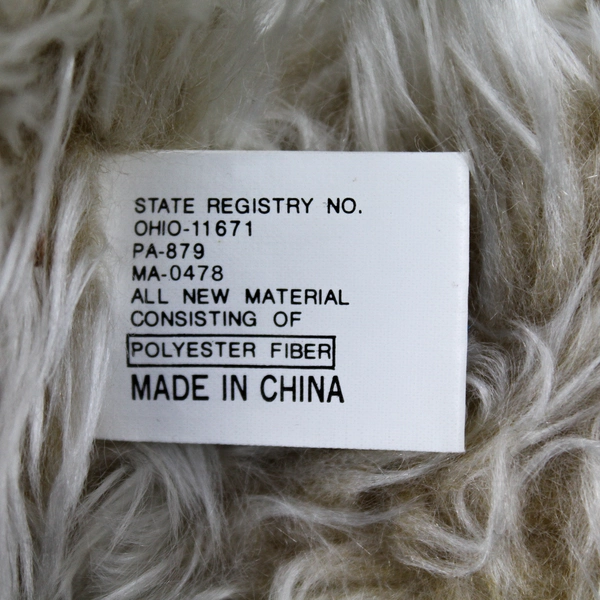 STATE REGISTRY NO.
OHIO-11671
PA-879
MA-0478
ALL NEW MATERIAL
CONSISTING OF
POLYESTER FIBER
MADE IN CHINA